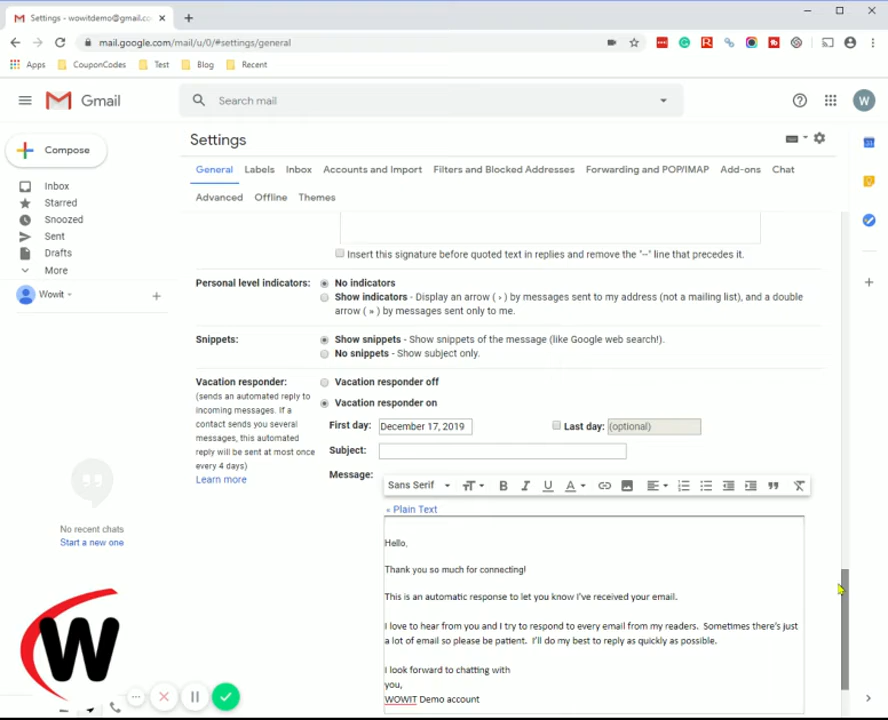 Settings - wowitdemo@gmail.co
mail.google.com/mail/u/0/#settings/general
Apps CouponCodes Test Blog Recent
Gmail
Search mail
W
Compose
Inbox
Starred
Snoozed
Sent
Drafts
More
Wowit
No recent chats
Start a new one
Settings
General Labels Inbox Accounts and Import Filters and Blocked Addresses Forwarding and POP/IMAP Add-ons Chat
Advanced Offline Themes
Insert this signature before quoted text in replies and remove the "--" line that precedes it.
Personal level indicators:
No indicators
Show indicators - Display an arrow ( › ) by messages sent to my address (not a mailing list), and a double
arrow ( » ) by messages sent only to me.
Snippets:
Show snippets - Show snippets of the message (like Google web search!).
No snippets - Show subject only.
Vacation responder:
(sends an automated reply to
incoming messages. If a
contact sends you several
messages, this automated
reply will be sent at most once
every 4 days)
Learn more
Vacation responder off
Vacation responder on
First day: December 17, 2019 Last day: (optional)
Subject:
Message:
Sans Serif
« Plain Text
Hello,
Thank you so much for connecting!
This is an automatic response to let you know I've received your email.
I love to hear from you and I try to respond to every email from my readers. Sometimes there's just
a lot of email so please be patient. I'll do my best to reply as quickly as possible.
I look forward to chatting with
you,
WOWIT Demo account
W